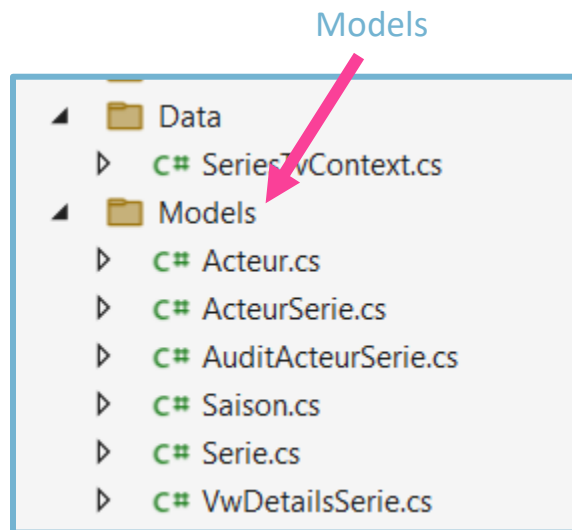 Models
Data
C# SeriesTvContext.cs
Models
C# Acteur.cs
C# ActeurSerie.cs
C# AuditActeurSerie.cs
C# Saison.cs
C# Serie.cs
C# VwDetailsSerie.cs